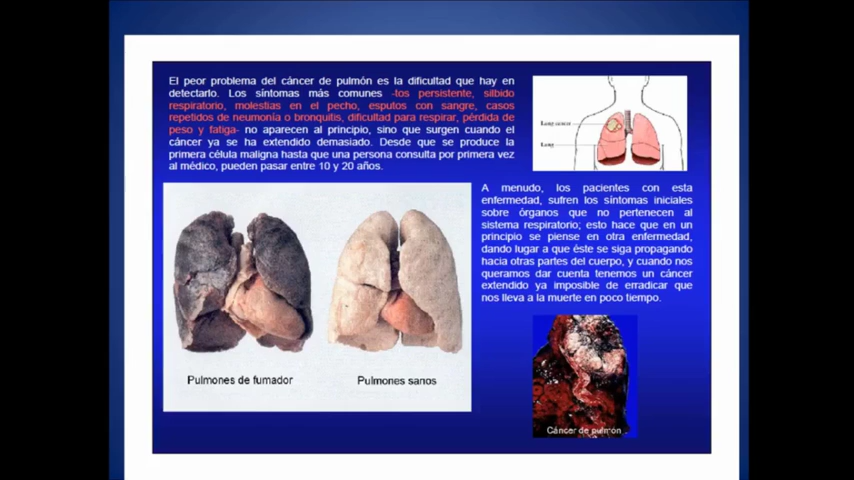 El peor problema del cáncer de pulmón es la dificultad que hay en
detectarlo. Los síntomas más comunes -tos persistente, silbido
respiratorio, molestias en el pecho, esputos con sangre, casos
repetidos de neumonía o bronquitis, dificultad para respirar, pérdida de
peso y fatiga- no aparecen al principio, sino que surgen cuando el
cáncer ya se ha extendido demasiado. Desde que se produce la
primera célula maligna hasta que una persona consulta por primera vez
al médico, pueden pasar entre 10 y 20 años.
Lung cancer
Lung
A menudo, los pacientes con esta
enfermedad, sufren los síntomas iniciales
sobre órganos que no pertenecen al
sistema respiratorio; esto hace que en un
principio se piense en otra enfermedad,
dando lugar a que éste se siga propagando
hacia otras partes del cuerpo, y cuando nos
queramos dar cuenta tenemos un cáncer
extendido ya imposible de erradicar que
nos lleva a la muerte en poco tiempo.
Pulmones de fumador
Pulmones sanos
Cáncer de pulmón